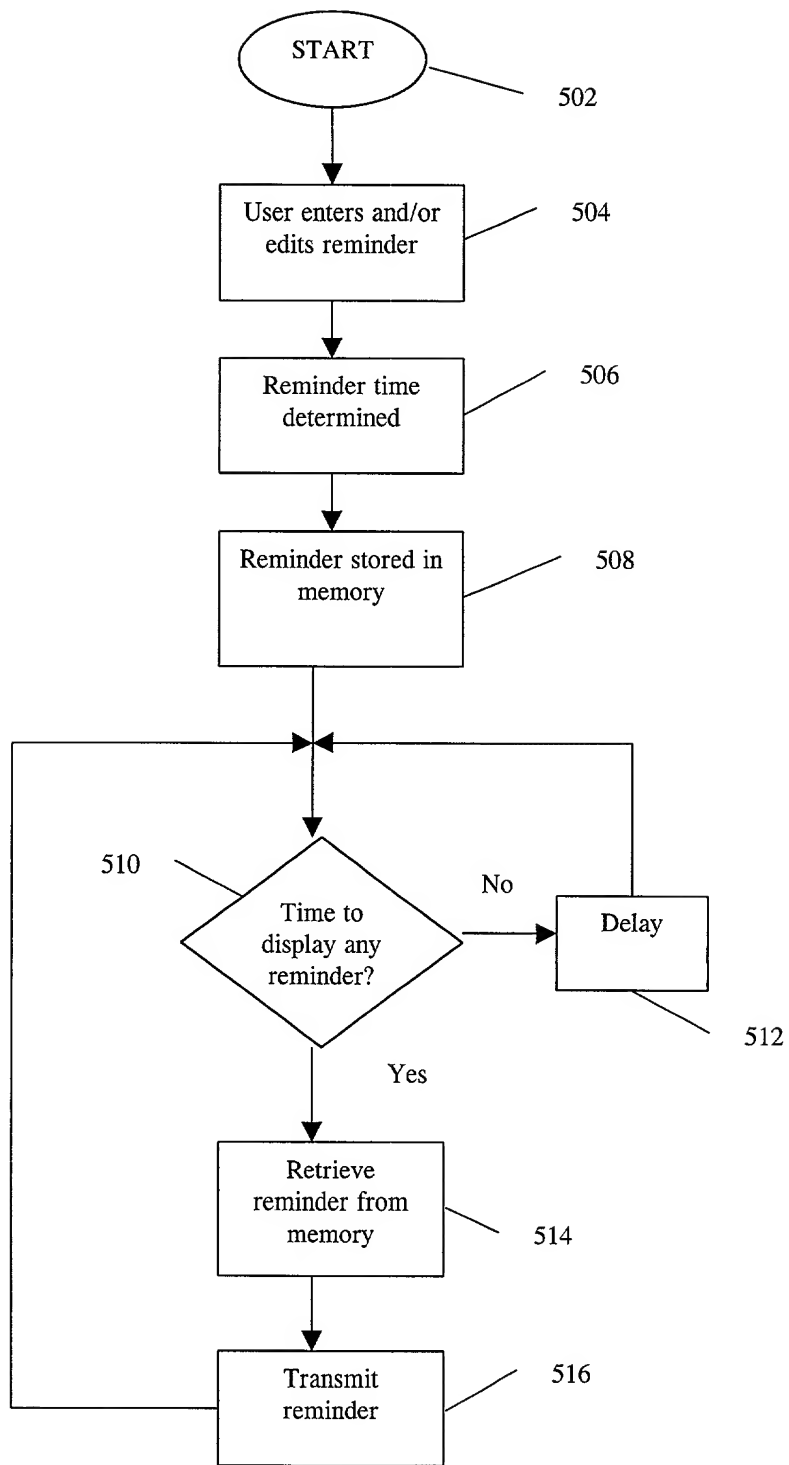 START
502
User enters and/or
edits reminder
504
Reminder time
determined
506
Reminder stored in
memory
508
510
Time to
display any
reminder?
No
Delay
512
Yes
Retrieve
reminder from
memory
514
Transmit
reminder
516